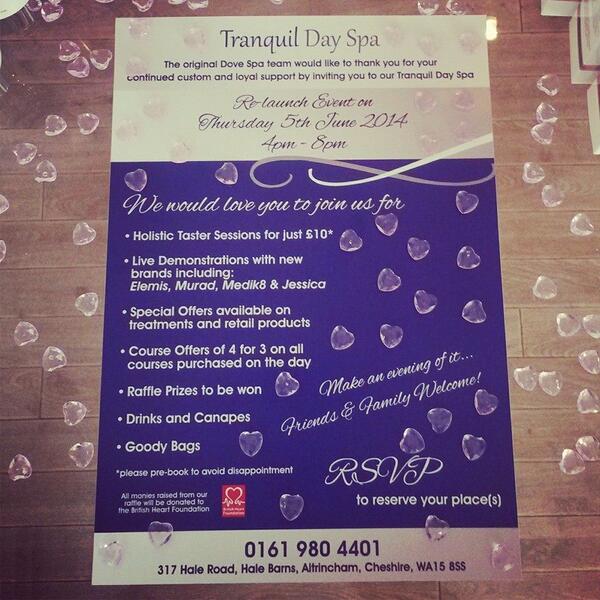 Tranquil Day Spa
The original Dove Spa team would like to thank you for your
continued custom and loyal support by inviting you to our Tranquil Day Spa
Re-launch Event on
Thursday 5th June 2014
4pm - 8pm
We would love you to join us for
• Holistic Taster Sessions for just £10*
• Live Demonstrations with new
brands including:
Elemis, Murad, Medik8 & Jessica
• Special Offers available on
treatments and retail products
• Course Offers of 4 for 3 on all
courses purchased on the day
• Raffle Prizes to be won
• Drinks and Canapes
• Goody Bags
Make an evening of it...
Friends & Family Welcome!
*please pre-book to avoid disappointment
RSVP
to reserve your place(s)
All monies raised from our
raffle will be donated to
the British Heart Foundation
British Heart
Foundation
0161 980 4401
317 Hale Road, Hale Barns, Altrincham, Cheshire, WA15 8SS